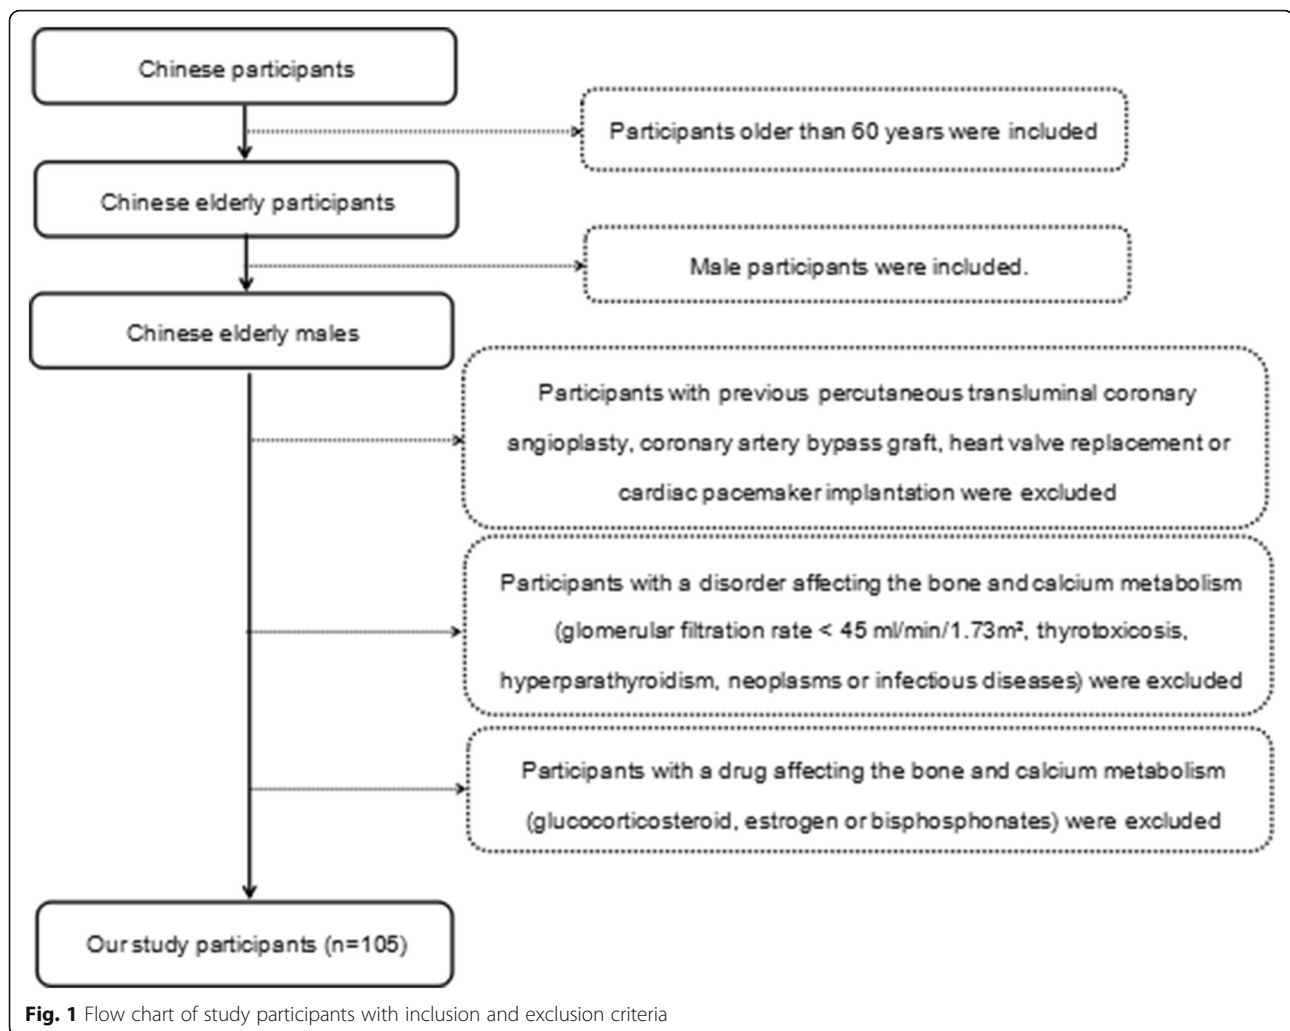 Chinese participants
Participants older than 60 years were included
Chinese elderly participants
Male participants were included.
Chinese elderly males
Participants with previous percutaneous transluminal coronary
angioplasty, coronary artery bypass graft, heart valve replacement or
cardiac pacemaker implantation were excluded
Participants with a disorder affecting the bone and calcium metabolism
(glomerular filtration rate < 45 ml/min/1.73m², thyrotoxicosis,
hyperparathyroidism, neoplasms or infectious diseases) were excluded
Participants with a drug affecting the bone and calcium metabolism
(glucocorticosteroid, estrogen or bisphosphonates) were excluded
Our study participants (n=105)
Fig. 1 Flow chart of study participants with inclusion and exclusion criteria